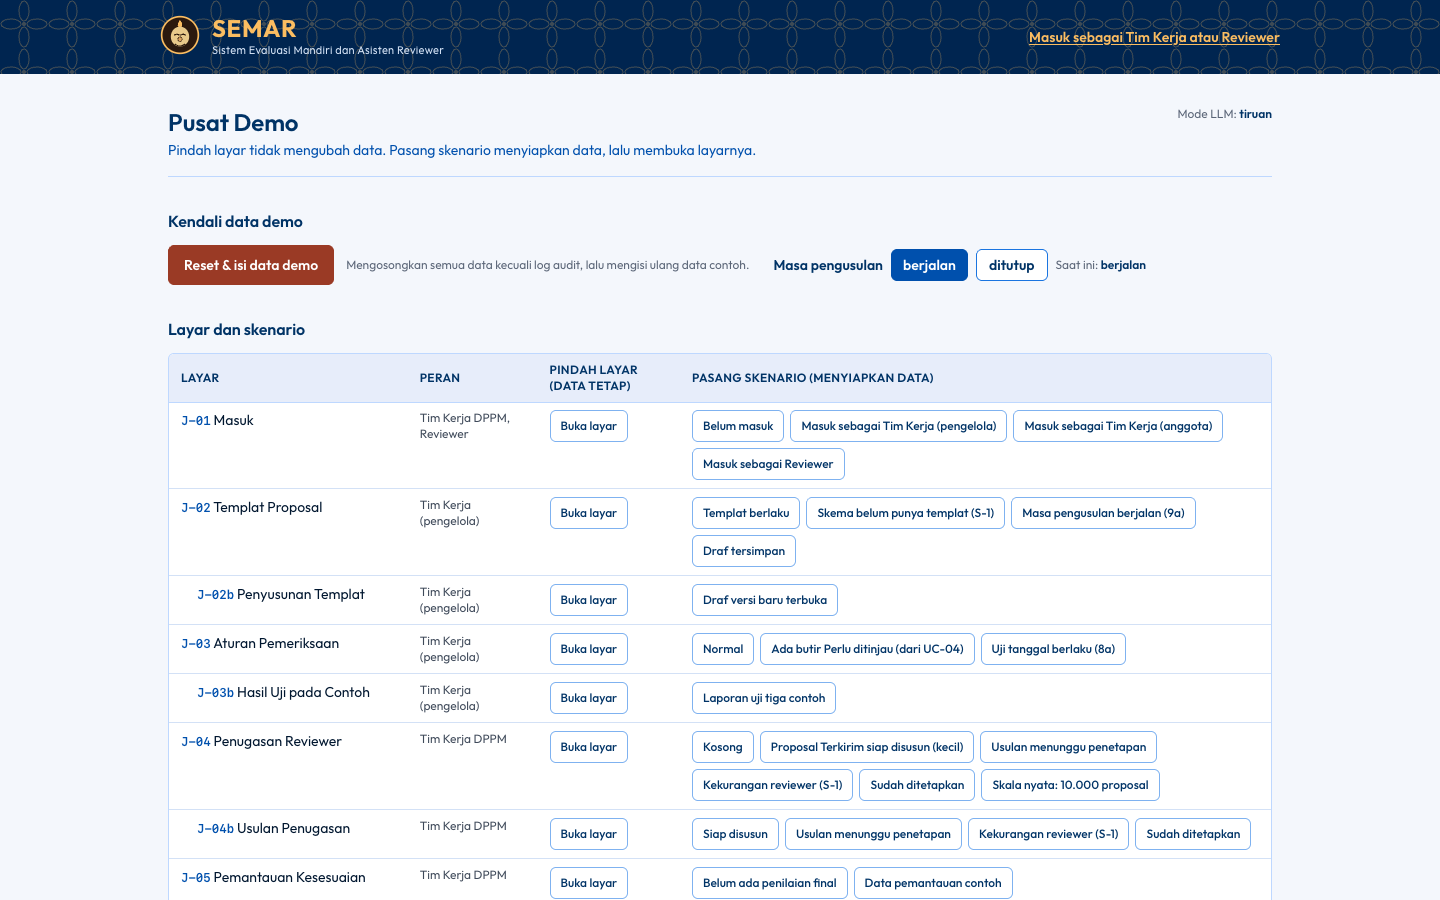 SEMAR
Sistem Evaluasi Mandiri dan Asisten Reviewer
Masuk sebagai Tim Kerja atau Reviewer
Pusat Demo
Mode LLM: tiruan
Pindah layar tidak mengubah data. Pasang skenario menyiapkan data, lalu membuka layarnya.
Kendali data demo
Reset & isi data demo
Mengosongkan semua data kecuali log audit, lalu mengisi ulang data contoh.
Masa pengusulan
berjalan
ditutup
Saat ini: berjalan
Layar dan skenario
LAYAR
PERAN
PINDAH LAYAR
(DATA TETAP)
PASANG SKENARIO (MENYIAPKAN DATA)
J-01 Masuk
Tim Kerja DPPM,
Reviewer
Buka layar
Belum masuk
Masuk sebagai Tim Kerja (pengelola)
Masuk sebagai Tim Kerja (anggota)
Masuk sebagai Reviewer
J-02 Templat Proposal
Tim Kerja
(pengelola)
Buka layar
Templat berlaku
Skema belum punya templat (S-1)
Masa pengusulan berjalan (9a)
Draf tersimpan
J-02b Penyusunan Templat
Tim Kerja
(pengelola)
Buka layar
Draf versi baru terbuka
J-03 Aturan Pemeriksaan
Tim Kerja
(pengelola)
Buka layar
Normal
Ada butir Perlu ditinjau (dari UC-04)
Uji tanggal berlaku (8a)
J-03b Hasil Uji pada Contoh
Tim Kerja
(pengelola)
Buka layar
Laporan uji tiga contoh
J-04 Penugasan Reviewer
Tim Kerja DPPM
Buka layar
Kosong
Proposal Terkirim siap disusun (kecil)
Usulan menunggu penetapan
Kekurangan reviewer (S-1)
Sudah ditetapkan
Skala nyata: 10.000 proposal
J-04b Usulan Penugasan
Tim Kerja DPPM
Buka layar
Siap disusun
Usulan menunggu penetapan
Kekurangan reviewer (S-1)
Sudah ditetapkan
J-05 Pemantauan Kesesuaian
Tim Kerja DPPM
Buka layar
Belum ada penilaian final
Data pemantauan contoh